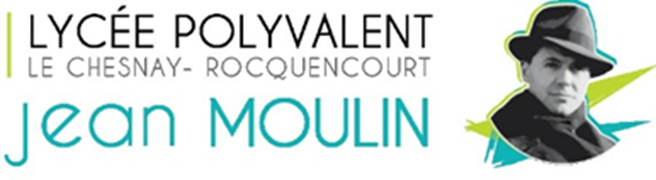 LYCÉE POLYVALENT
LE CHESNAY- ROCQUENCOURT
jean MOULIN